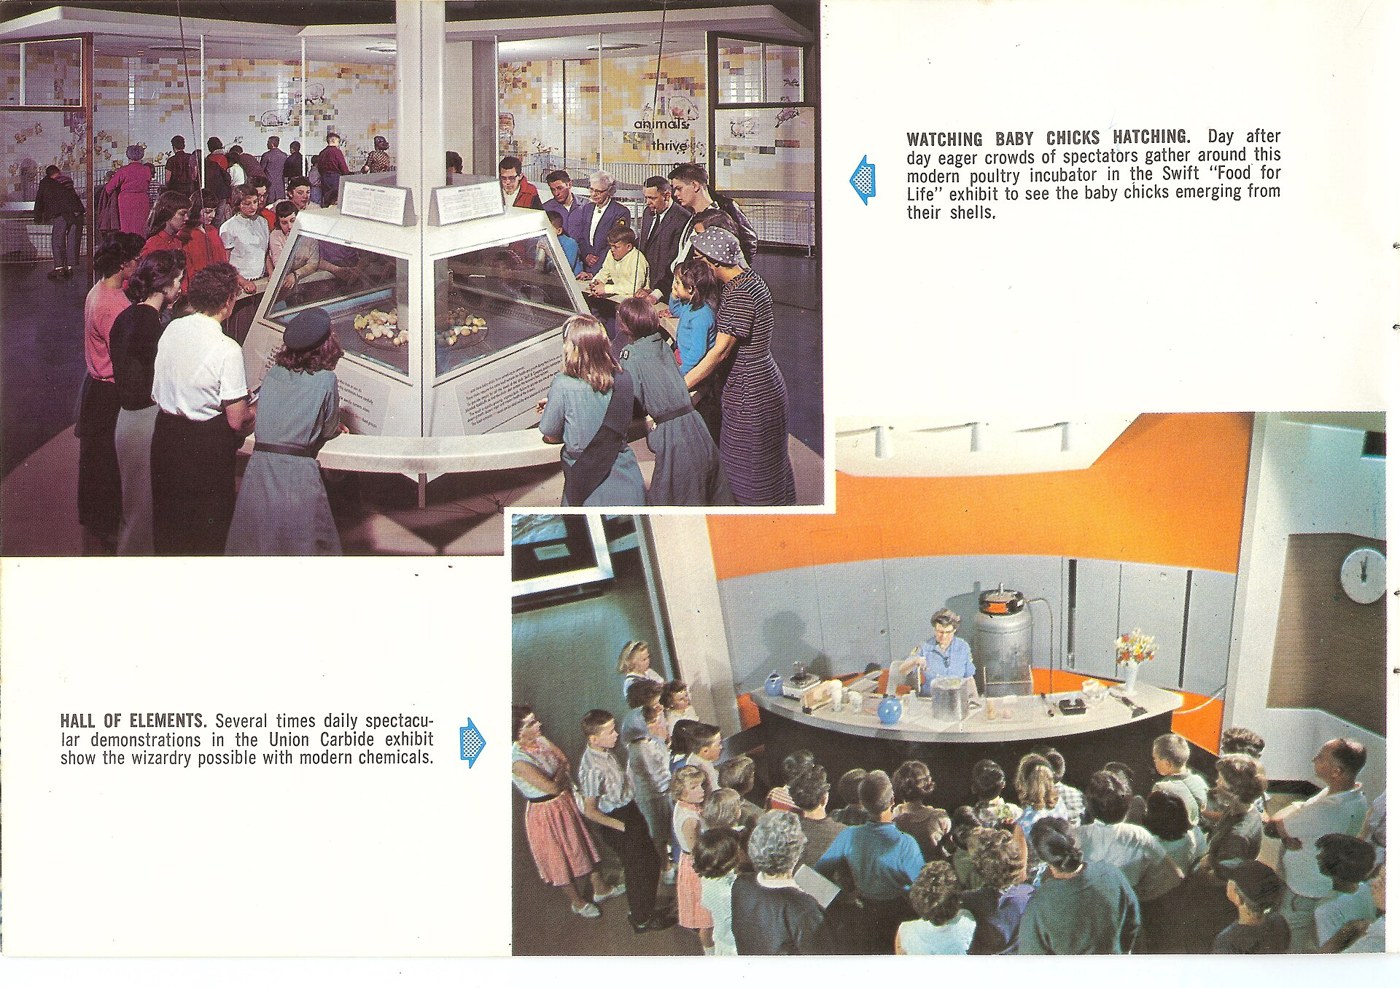 animals
thrive
WATCHING BABY CHICKS HATCHING. Day after
day eager crowds of spectators gather around this
modern poultry incubator in the Swift “Food for
Life” exhibit to see the baby chicks emerging from
their shells.
HALL OF ELEMENTS. Several times daily spectacu-
lar demonstrations in the Union Carbide exhibit
show the wizardry possible with modern chemicals.